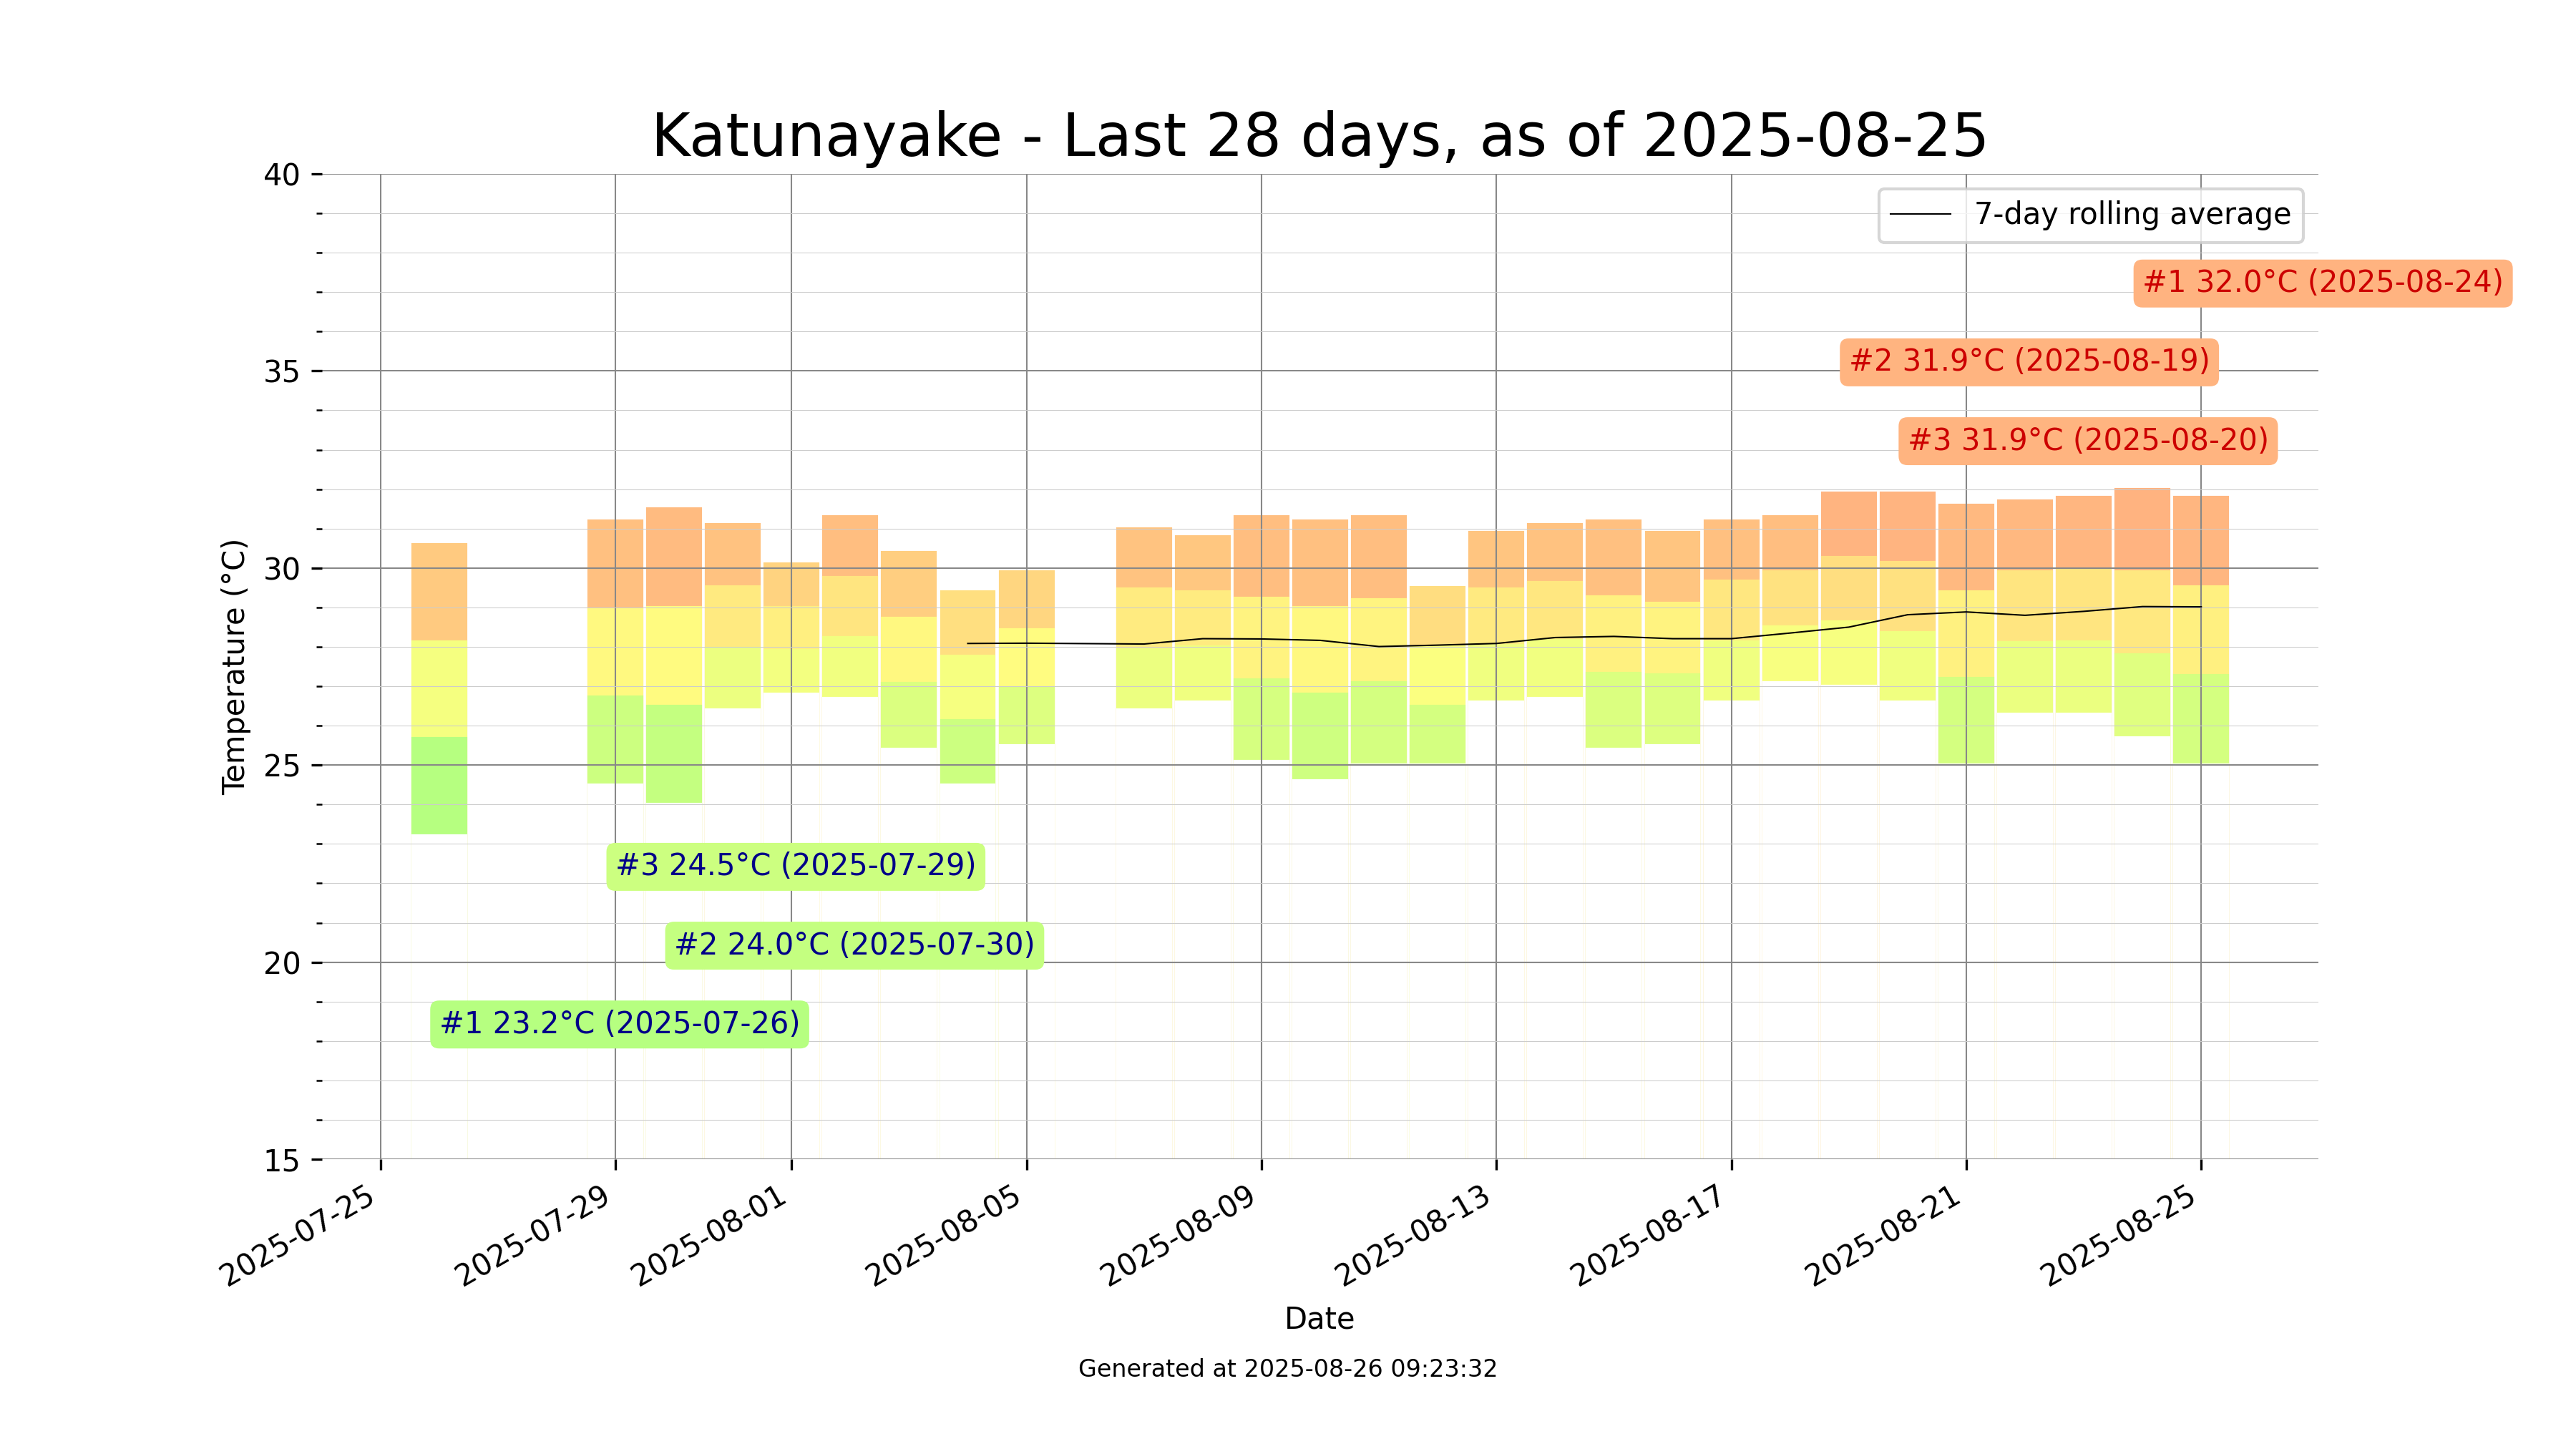 Katunayake - Last 28 days, as of 2025-08-25
40
7-day rolling average
#1 32.0°C (2025-08-24)
#2 31.9°C (2025-08-19)
35
#3 31.9°C (2025-08-20)
30
Temperature (°C)
25
#3 24.5°C (2025-07-29)
#2 24.0°C (2025-07-30)
20
#1 23.2°C (2025-07-26)
15
2025-07-25
2025-07-29
2025-08-01
2025-08-05
2025-08-09
2025-08-13
2025-08-17
2025-08-21
2025-08-25
Date
Generated at 2025-08-26 09:23:32